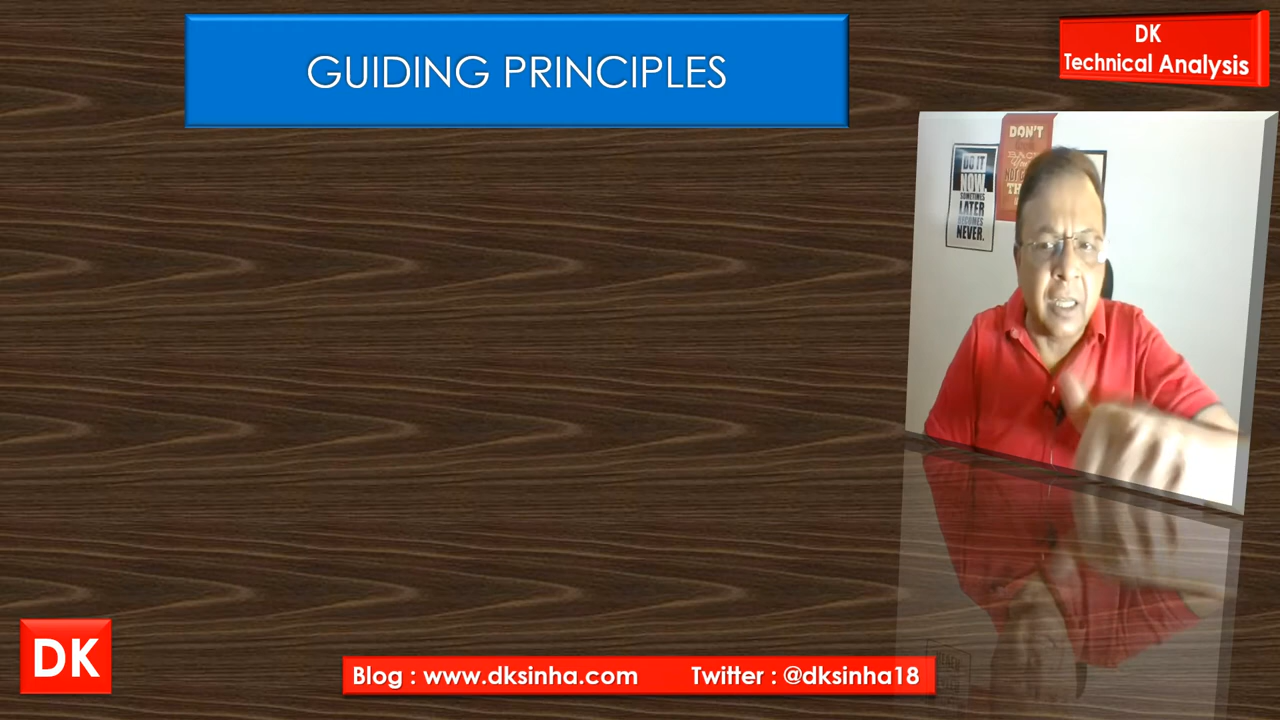 GUIDING PRINCIPLES
DK
Technical Analysis
DON'T
DO IT
NOW.
SOMETIMES
LATER
BECOMES
NEVER.
DK
Blog : www.dksinha.com Twitter : @dksinha18